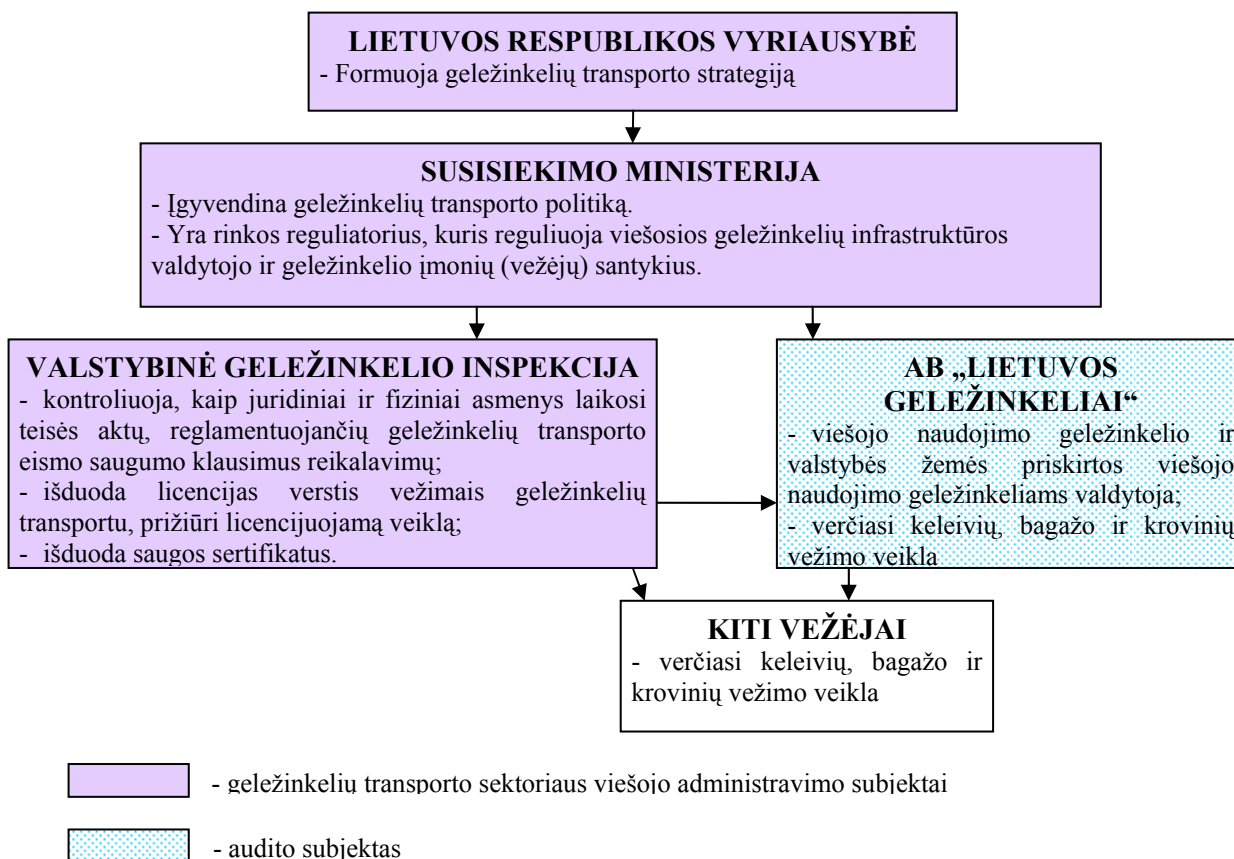 LIETUVOS RESPUBLIKOS VYRIAUSYBĖ
- Formuoja geležinkelių transporto strategiją
SUSISIEKIMO MINISTERIJA
- Įgyvendina geležinkelių transporto politiką.
- Yra rinkos reguliatorius, kuris reguliuoja viešosios geležinkelių infrastruktūros
valdytojo ir geležinkelio įmonių (vežėjų) santykius.
VALSTYBINĖ GELEŽINKELIO INSPEKCIJA
- kontroliuoja, kaip juridiniai ir fiziniai asmenys laikosi
teisės aktų, reglamentuojančių geležinkelių transporto
eismo saugumo klausimus reikalavimų;
- išduoda licencijas verstis vežimais geležinkelių
transportu, prižiūri licencijuojamą veiklą;
- išduoda saugos sertifikatus.
AB „LIETUVOS
GELEŽINKELIAI“
- viešojo naudojimo geležinkelio ir
valstybės žemės priskirtos viešojo
naudojimo geležinkeliams valdytoja;
- verčiasi keleivių, bagažo ir krovinių
vežimo veikla
KITI VEŽĖJAI
- verčiasi keleivių, bagažo ir
krovinių vežimo veikla
- geležinkelių transporto sektoriaus viešojo administravimo subjektai
- audito subjektas